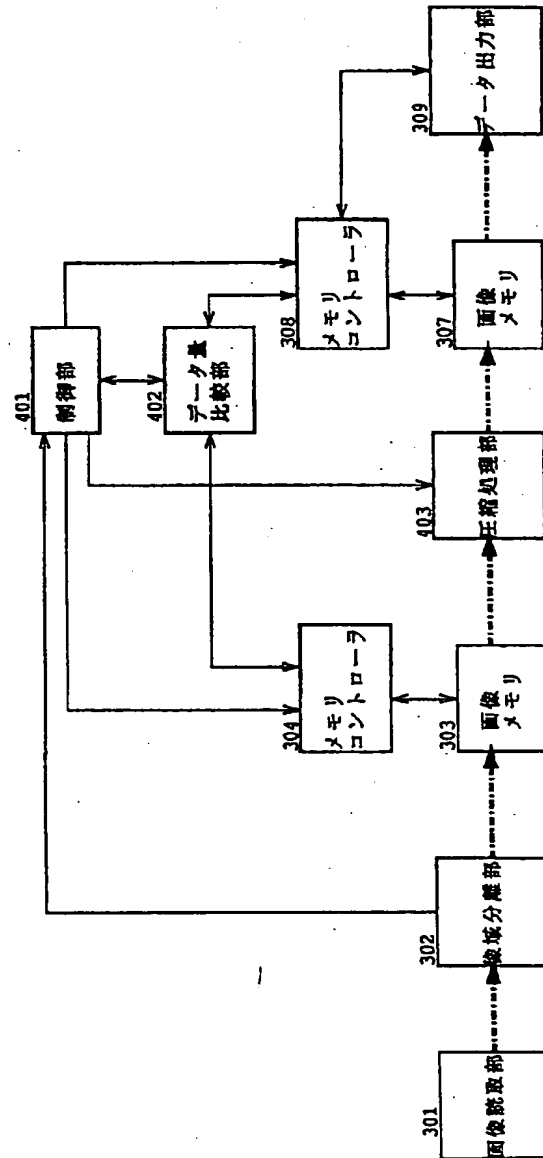 401
制御部
402
データ量
比較部
304
メモリ
コントローラ
308
メモリ
コントローラ
301
画像読取部
302
像域分離部
303
画像
メモリ
403
圧縮処理部
307
画像
メモリ
309
データ出力部